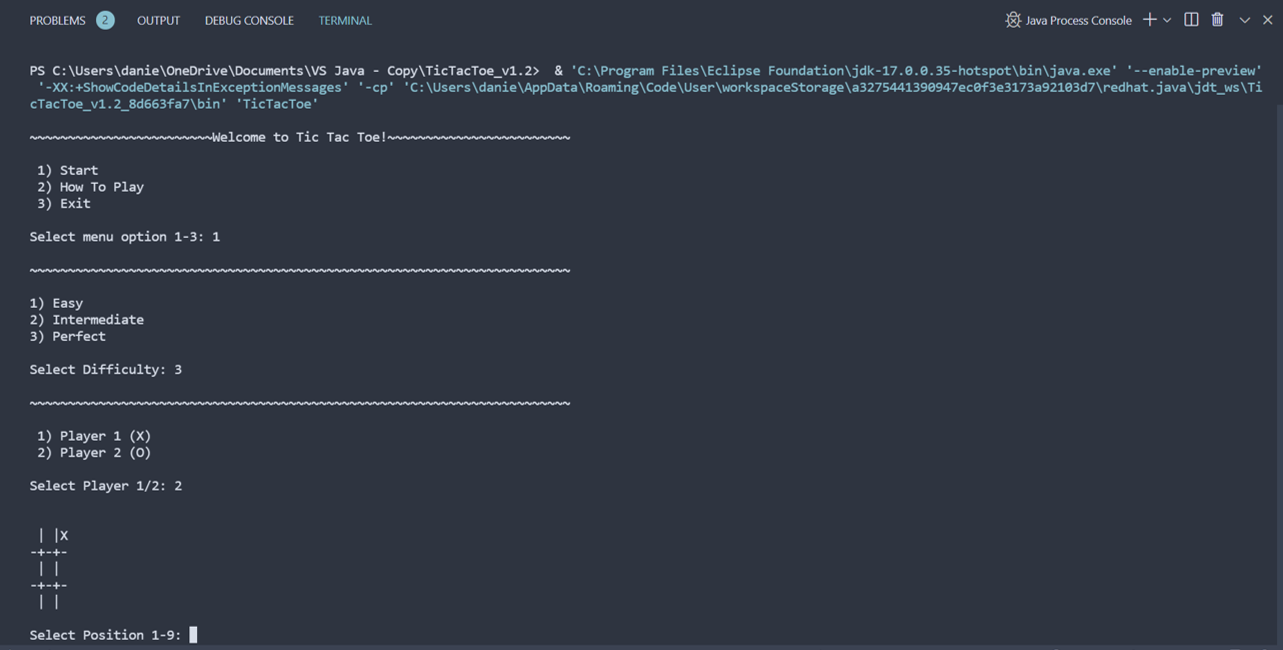 PROBLEMS 2 OUTPUT DEBUG CONSOLE TERMINAL Java Process Console
PS C:\Users\danie\OneDrive\Documents\VS Java - Copy\TicTacToe_v1.2>  & 'C:\Program Files\Eclipse Foundation\jdk-17.0.0.35-hotspot\bin\java.exe' '--enable-preview'
 '-XX:+ShowCodeDetailsInExceptionMessages' '-cp' 'C:\Users\danie\AppData\Roaming\Code\User\workspaceStorage\a3275441390947ec0f3e3173a92103d7\redhat.java\jdt_ws\Ti
cTacToe_v1.2_8d663fa7\bin' 'TicTacToe'
~~~~~~~~~~~~~~~~~~~~~~~~Welcome to Tic Tac Toe!~~~~~~~~~~~~~~~~~~~~~~~~
 1) Start
 2) How To Play
 3) Exit
Select menu option 1-3: 1
~~~~~~~~~~~~~~~~~~~~~~~~~~~~~~~~~~~~~~~~~~~~~~~~~~~~~~~~~~~~~~~~~~~~~~~
1) Easy
2) Intermediate
3) Perfect
Select Difficulty: 3
~~~~~~~~~~~~~~~~~~~~~~~~~~~~~~~~~~~~~~~~~~~~~~~~~~~~~~~~~~~~~~~~~~~~~~~
 1) Player 1 (X)
 2) Player 2 (O)
Select Player 1/2: 2
 | |X
-+-+-
 | |
-+-+-
 | |
Select Position 1-9: